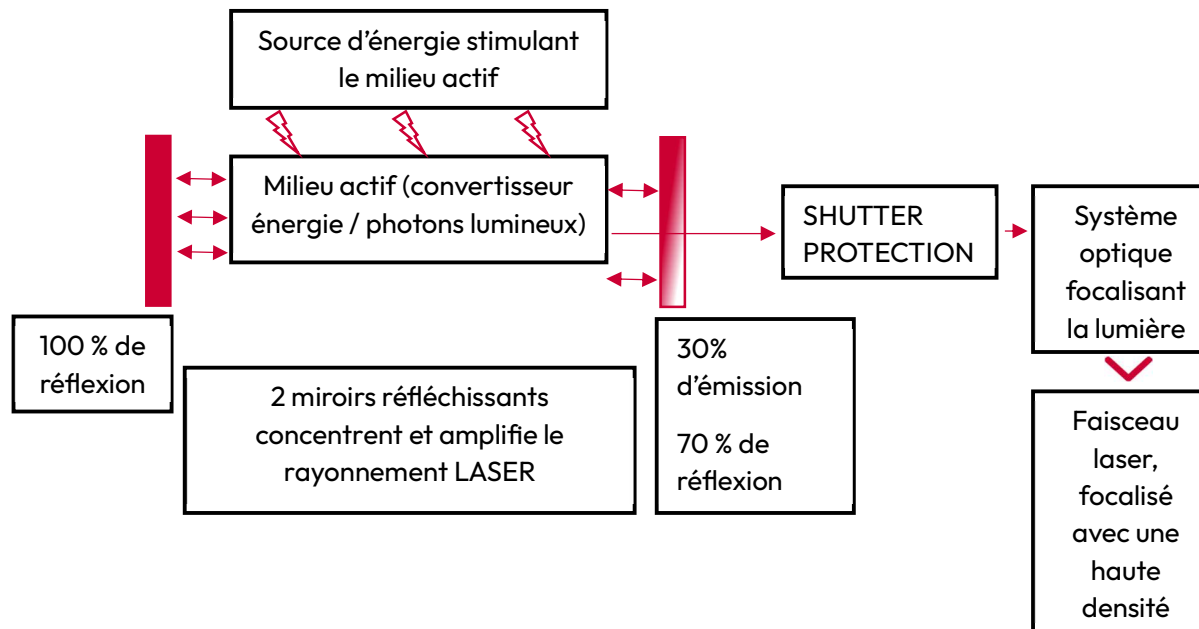 Source d’énergie stimulant
le milieu actif
Milieu actif (convertisseur
énergie / photons lumineux)
SHUTTER
PROTECTION
Système
optique
focalisant
la lumière
100 % de
réflexion
2 miroirs réfléchissants
concentrent et amplifie le
rayonnement LASER
30%
d’émission
70 % de
réflexion
Faisceau
laser,
focalisé
avec une
haute
densité